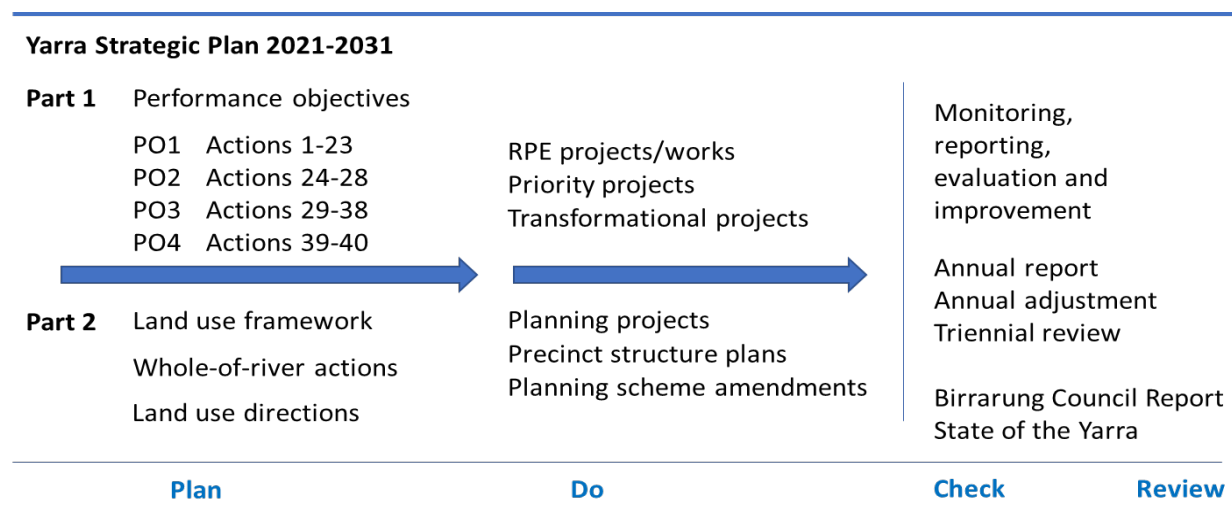 Yarra Strategic Plan 2021-2031
Part 1 Performance objectives
PO1 Actions 1-23
PO2 Actions 24-28
PO3 Actions 29-38
PO4 Actions 39-40
RPE projects/works
Priority projects
Transformational projects
Part 2 Land use framework
Whole-of-river actions
Land use directions
Planning projects
Precinct structure plans
Planning scheme amendments
Monitoring,
reporting,
evaluation and
improvement
Annual report
Annual adjustment
Triennial review
Birrarung Council Report
State of the Yarra
Plan Do Check Review